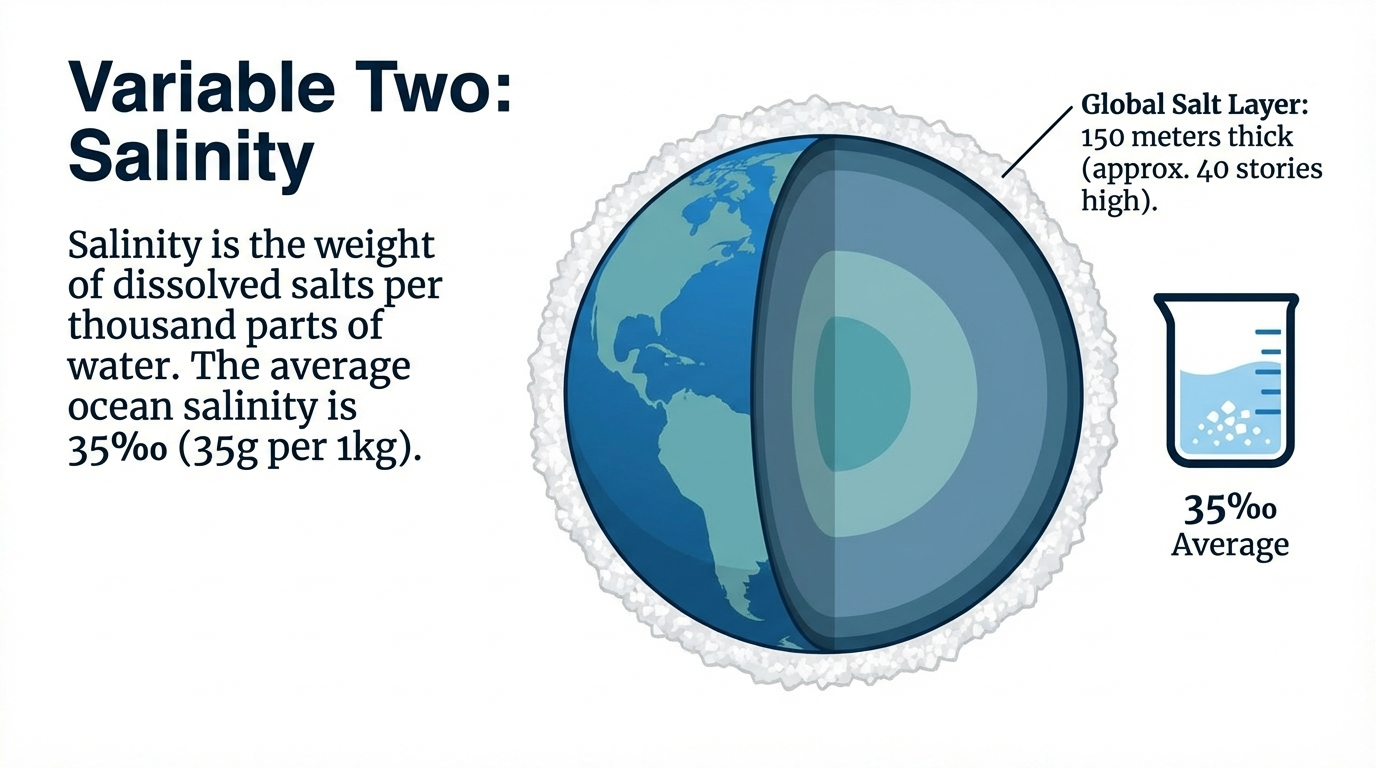 Variable Two:
Salinity
Salinity is the weight
of dissolved salts per
thousand parts of
water. The average
ocean salinity is
35‰ (35g per 1kg).
Global Salt Layer:
150 meters thick
(approx. 40 stories
high).
35‰
Average